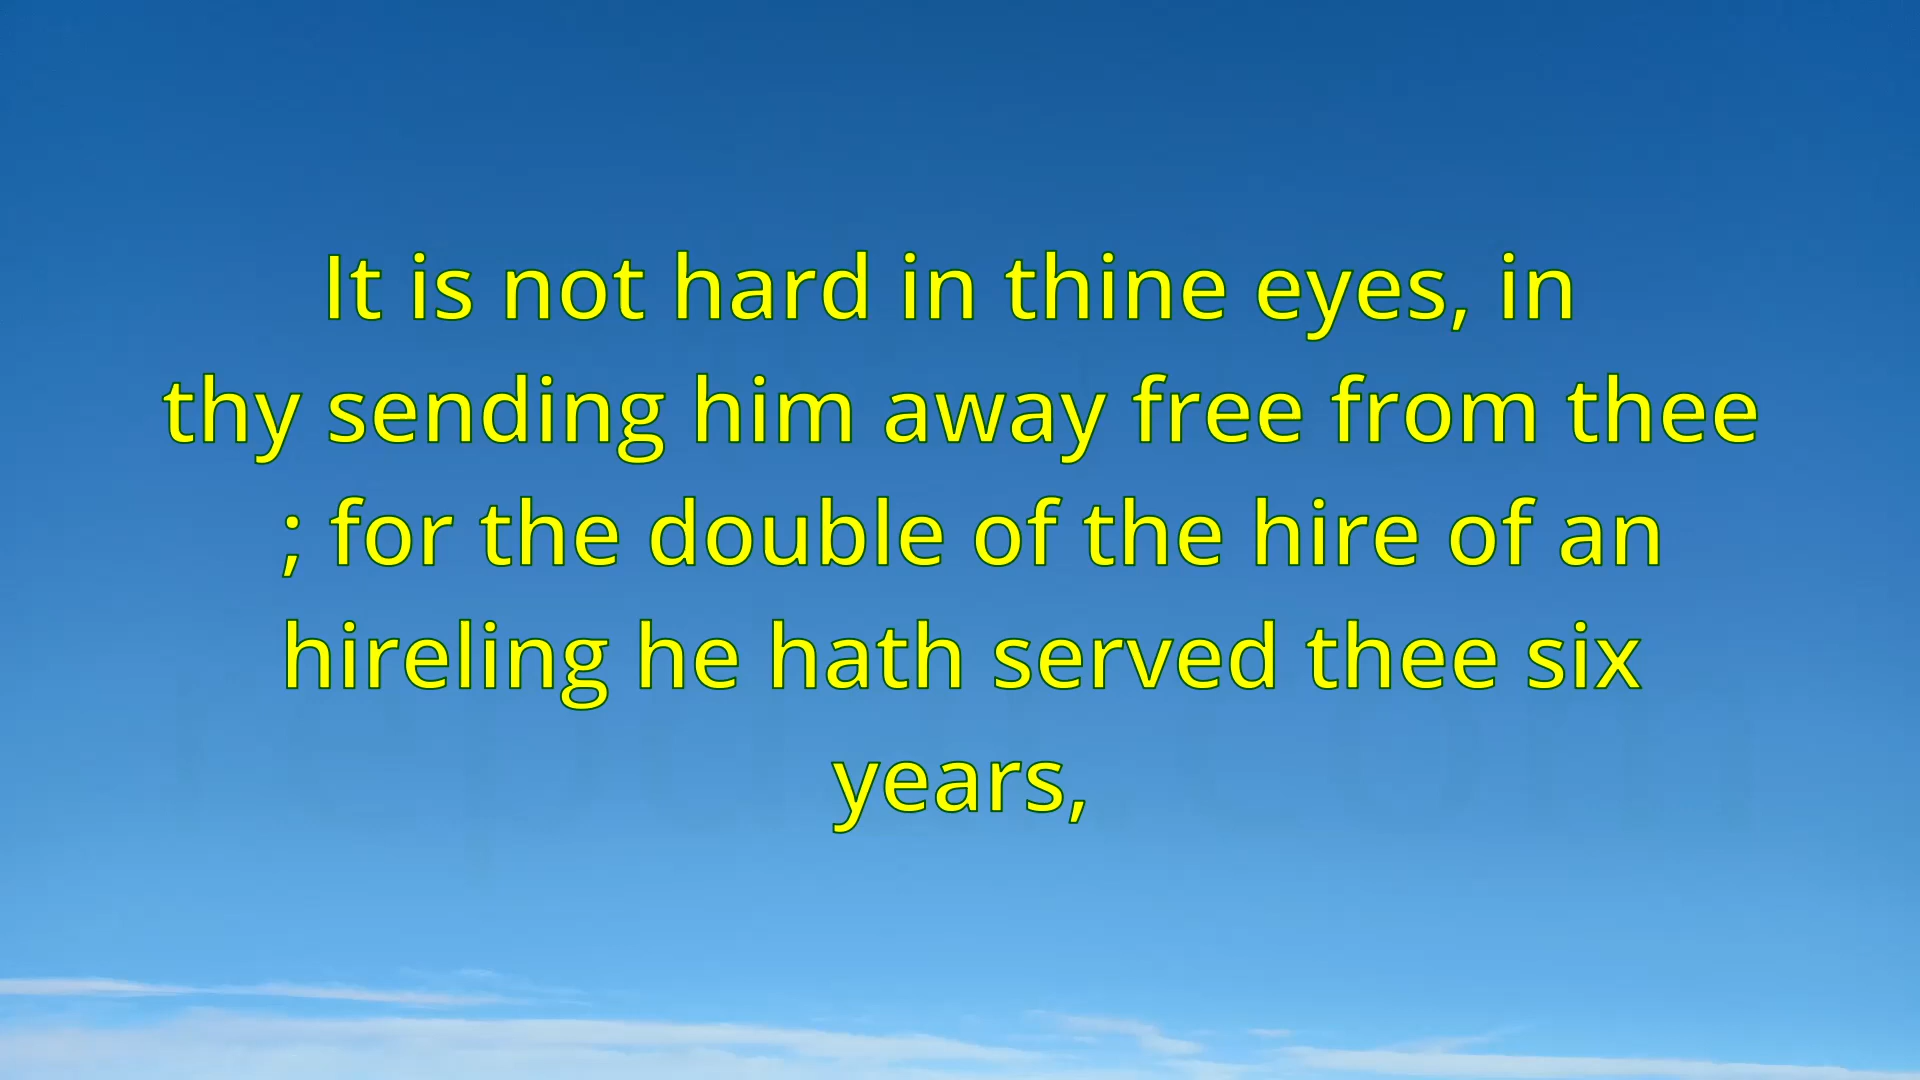 It is not hard in thine eyes, in
thy sending him away free from thee
; for the double of the hire of an
hireling he hath served thee six
years,